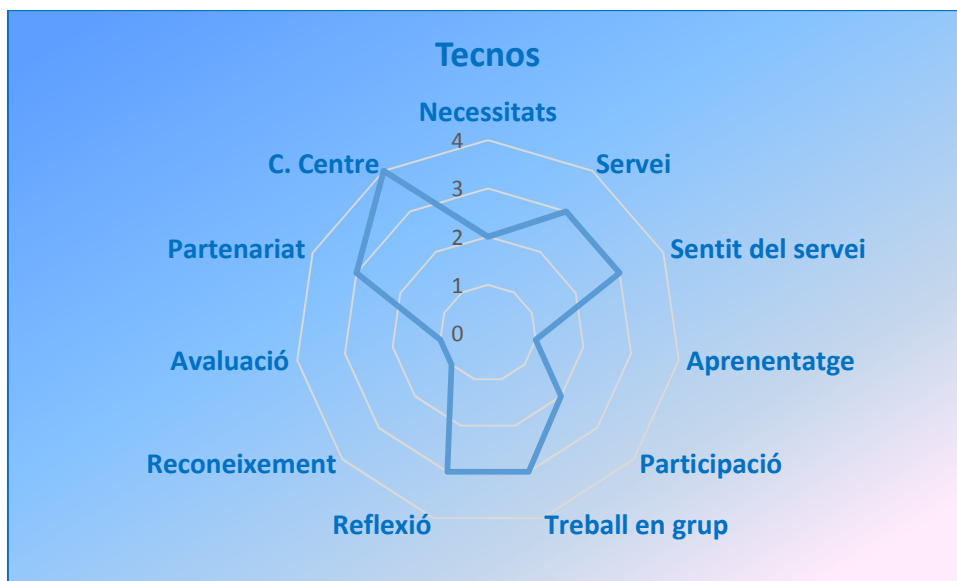 Tecnos
Necessitats
4
C. Centre
Servei
3
Partenariat
2
Sentit del servei
1
0
Avaluació
Aprenentatge
Reconeixement
Participació
Reflexió
Treball en grup